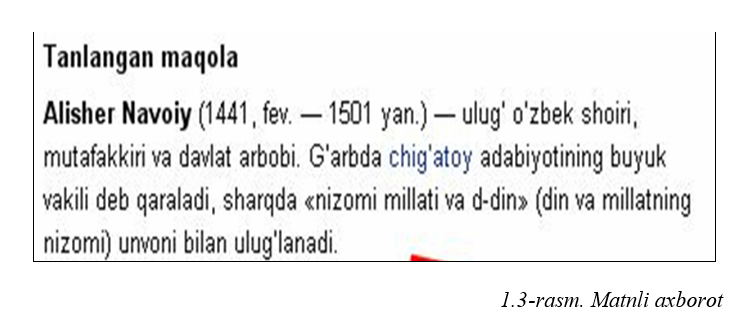 Tanlangan maqola
Alisher Navoiy (1441, fev. — 1501 yan.) — ulug' o'zbek shoiri,
mutafakkiri va davlat arbobi. G'arbda chig'atoy adabiyotining buyuk
vakili deb qaraladi, sharqda «nizomi millati va d-din» (din va millatning
nizomi) unvoni bilan ulug'lanadi.
1.3-rasm. Matnli axborot